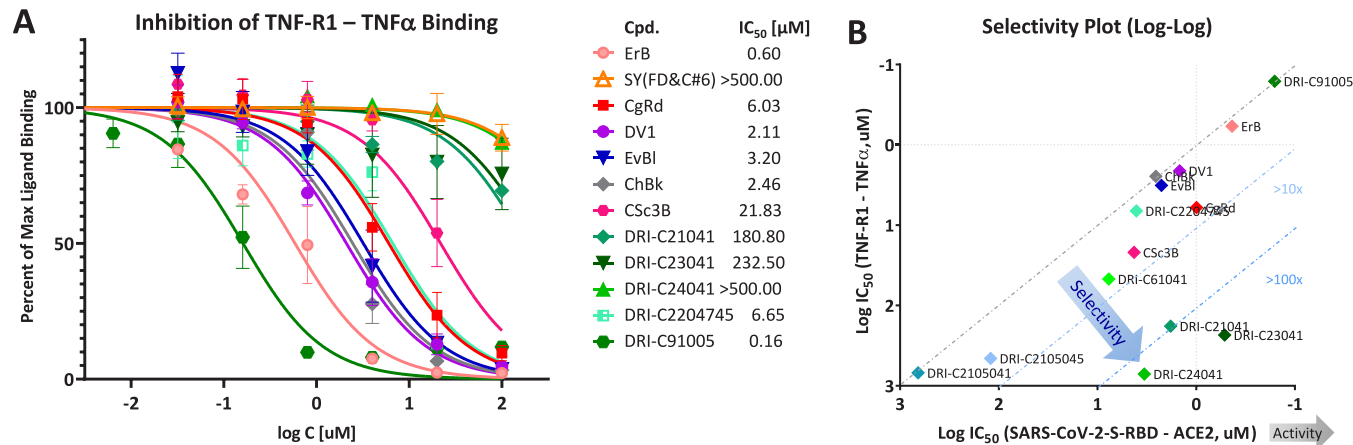 A
Inhibition of TNF-R1 – TNFα Binding
Percent of Max Ligand Binding
100
50
0
-2
-1
0
1
2
log C [uM]
Cpd. IC50 [µM]
ErB 0.60
SY(FD&C#6) >500.00
CgRd 6.03
DV1 2.11
EvBl 3.20
ChBk 2.46
CSc3B 21.83
DRI-C21041 180.80
DRI-C23041 232.50
DRI-C24041 >500.00
DRI-C2204745 6.65
DRI-C91005 0.16
B
Selectivity Plot (Log-Log)
Log IC50 (TNF-R1 - TNFα, uM)
-1
0
1
2
3
DRI-C91005
ErB
DV1
ChBk
EvBl
>10x
DRI-C2204745
CgRd
CSc3B
DRi-C61041
>100x
Selectivity
DRI-C21041
DRI-C23041
DRI-C2105045
DRI-C2105041
DRI-C24041
3
2
1
0
-1
Log IC50 (SARS-CoV-2-S-RBD - ACE2, uM)
Activity